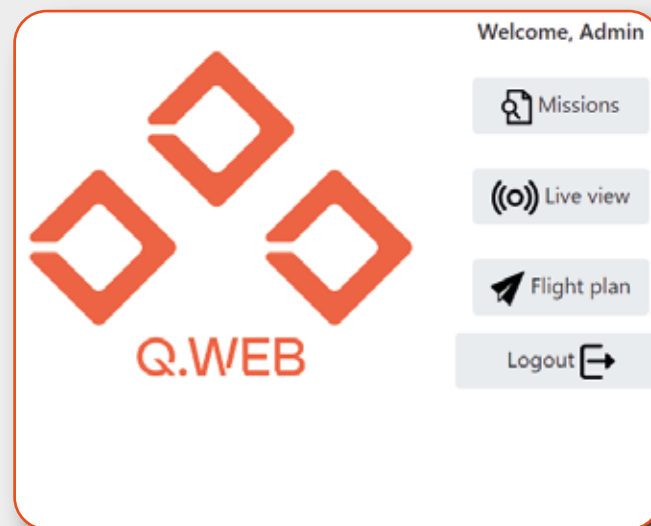 Welcome, Admin
Missions
Live view
Flight plan
Logout
Q.WEB